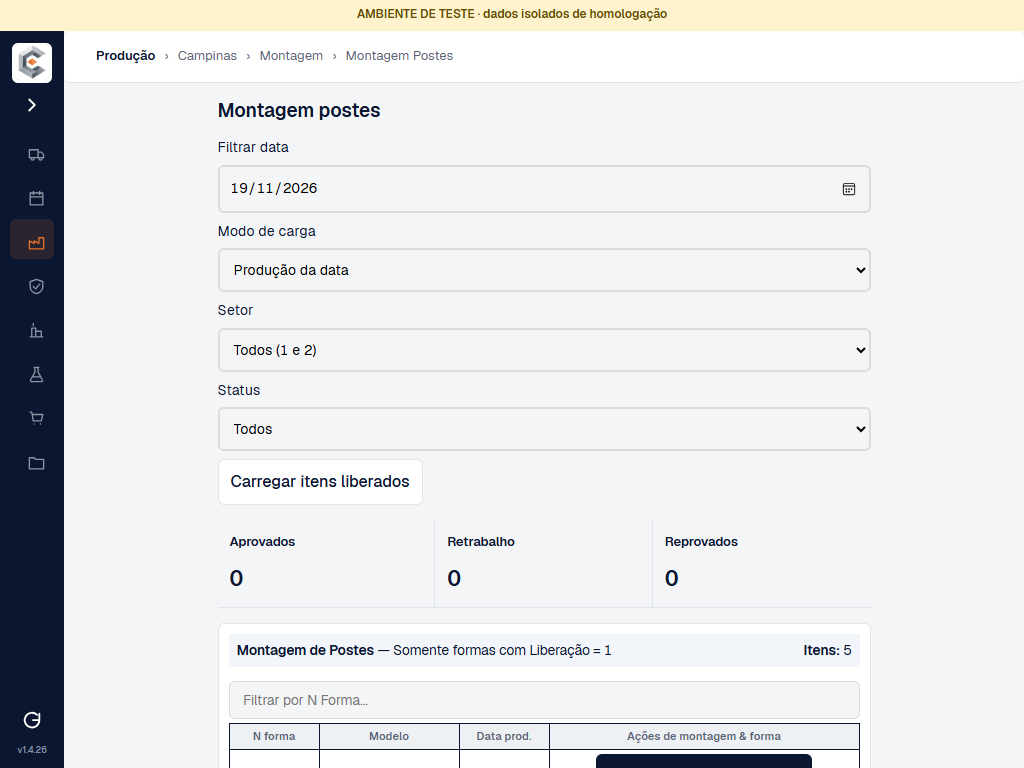 AMBIENTE DE TESTE · dados isolados de homologação
Produção › Campinas › Montagem › Montagem Postes
Montagem postes
Filtrar data
19/11/2026
Modo de carga
Produção da data
Setor
Todos (1 e 2)
Status
Todos
Carregar itens liberados
Aprovados Retrabalho Reprovados
0 0 0
Montagem de Postes — Somente formas com Liberação = 1 Itens: 5
Filtrar por N Forma...
N forma Modelo Data prod. Ações de montagem & forma
v1.4.26